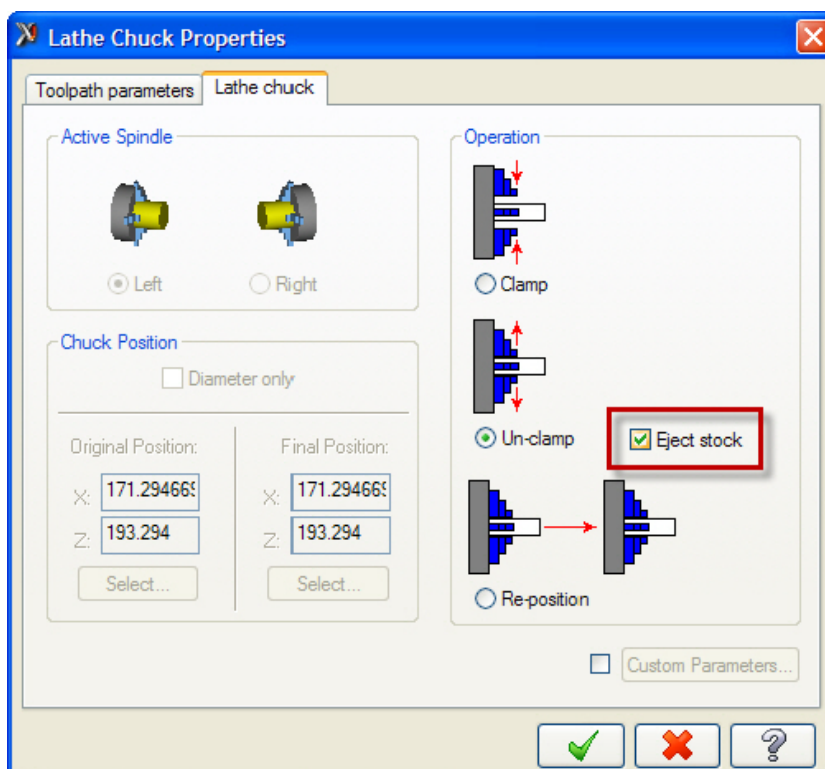 Lathe Chuck Properties
Toolpath parameters
Lathe chuck
Active Spindle
Left
Right
Chuck Position
Diameter only
Original Position:
X: 171.294669
Z: 193.294
Select...
Final Position:
X: 171.294669
Z: 193.294
Select...
Operation
Clamp
Un-clamp
Eject stock
Re-position
Custom Parameters...